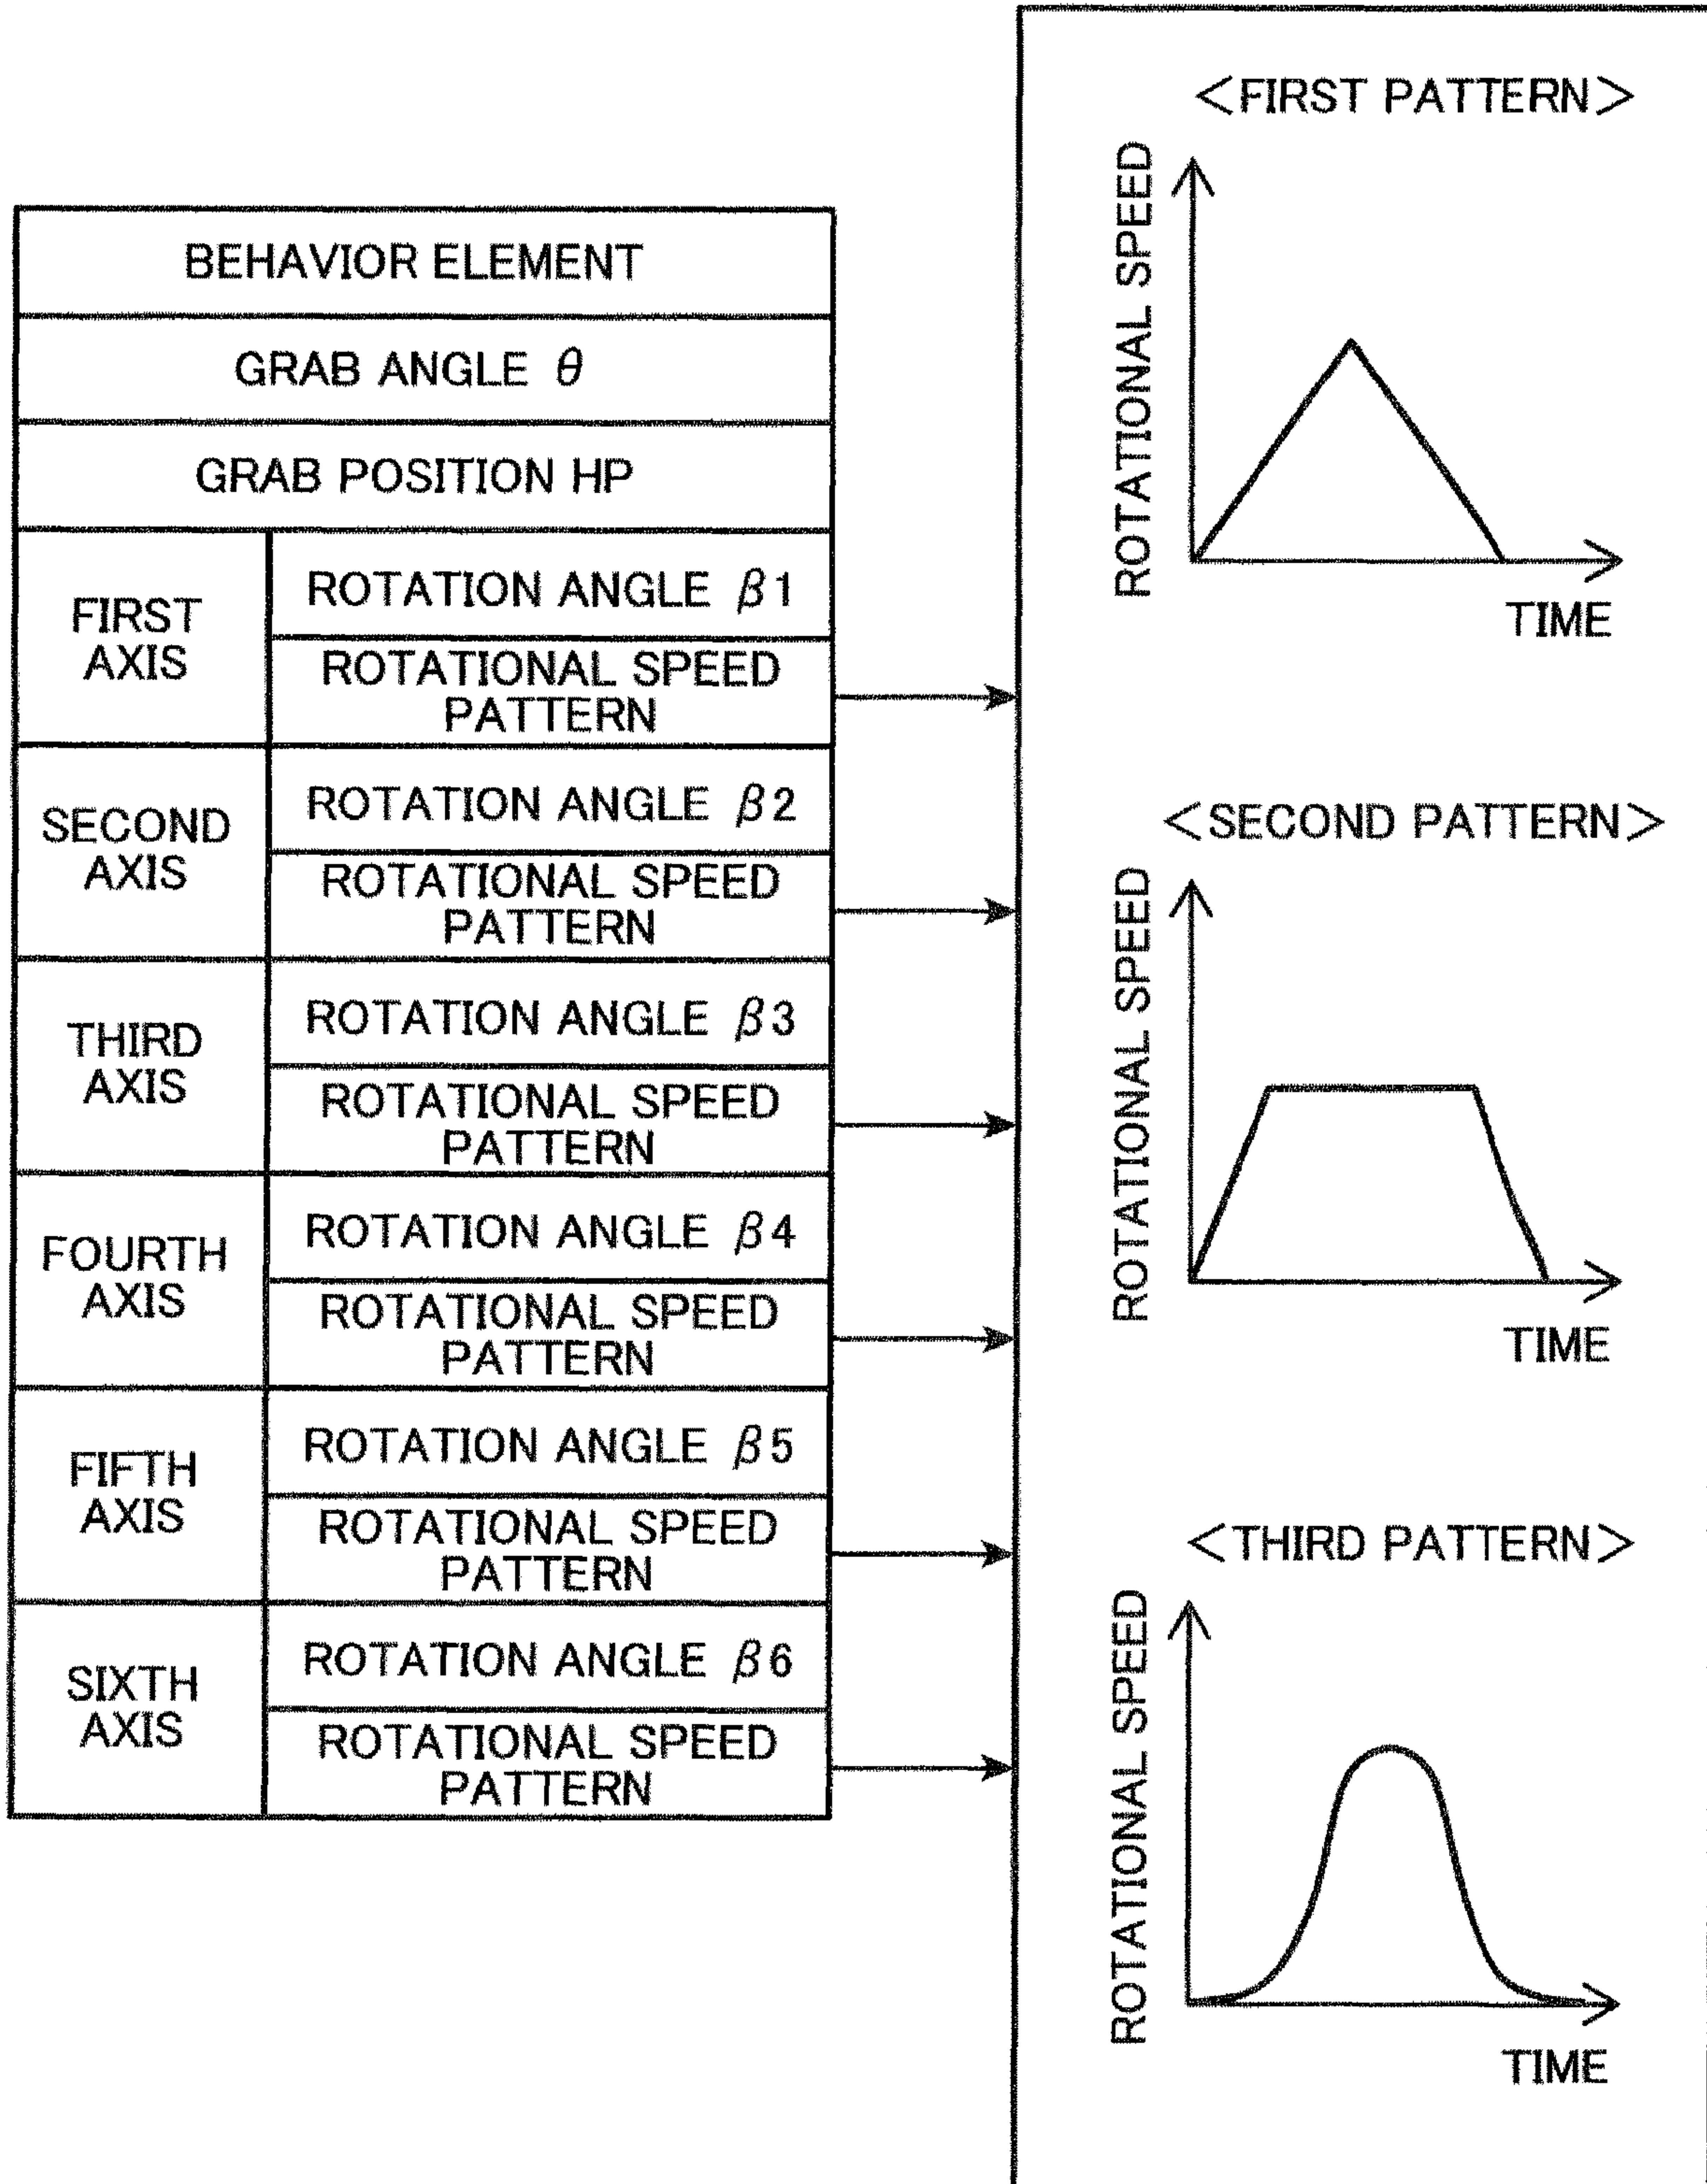 BEHAVIOR ELEMENT
GRAB ANGLE θ
GRAB POSITION HP
FIRST
AXIS
ROTATION ANGLE β1
ROTATIONAL SPEED
PATTERN
SECOND
AXIS
ROTATION ANGLE β2
ROTATIONAL SPEED
PATTERN
THIRD
AXIS
ROTATION ANGLE β3
ROTATIONAL SPEED
PATTERN
FOURTH
AXIS
ROTATION ANGLE β4
ROTATIONAL SPEED
PATTERN
FIFTH
AXIS
ROTATION ANGLE β5
ROTATIONAL SPEED
PATTERN
SIXTH
AXIS
ROTATION ANGLE β6
ROTATIONAL SPEED
PATTERN
<FIRST PATTERN>
ROTATIONAL SPEED
TIME
<SECOND PATTERN>
ROTATIONAL SPEED
TIME
<THIRD PATTERN>
ROTATIONAL SPEED
TIME